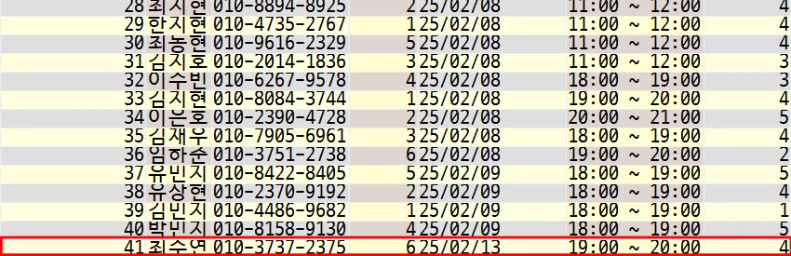 28 최지현 010-8894-8925 2 25/02/08 11:00 ~ 12:00 4
29 한지현 010-4735-2767 1 25/02/08 11:00 ~ 12:00 4
30 최동현 010-9616-2329 5 25/02/08 11:00 ~ 12:00 4
31 김지호 010-2014-1836 3 25/02/08 11:00 ~ 12:00 3
32 이수빈 010-6267-9578 4 25/02/08 18:00 ~ 19:00 3
33 김지현 010-8084-3744 1 25/02/08 19:00 ~ 20:00 4
34 이은호 010-2390-4728 2 25/02/08 20:00 ~ 21:00 5
35 김재우 010-7905-6961 3 25/02/08 18:00 ~ 19:00 4
36 임하준 010-3751-2738 6 25/02/08 19:00 ~ 20:00 2
37 유민지 010-8422-8405 5 25/02/09 18:00 ~ 19:00 5
38 유상현 010-2370-9192 2 25/02/09 18:00 ~ 19:00 4
39 김민지 010-4486-9682 1 25/02/09 18:00 ~ 19:00 1
40 박민지 010-8158-9130 4 25/02/09 18:00 ~ 19:00 5
41 최수연 010-3737-2375 6 25/02/13 19:00 ~ 20:00 4